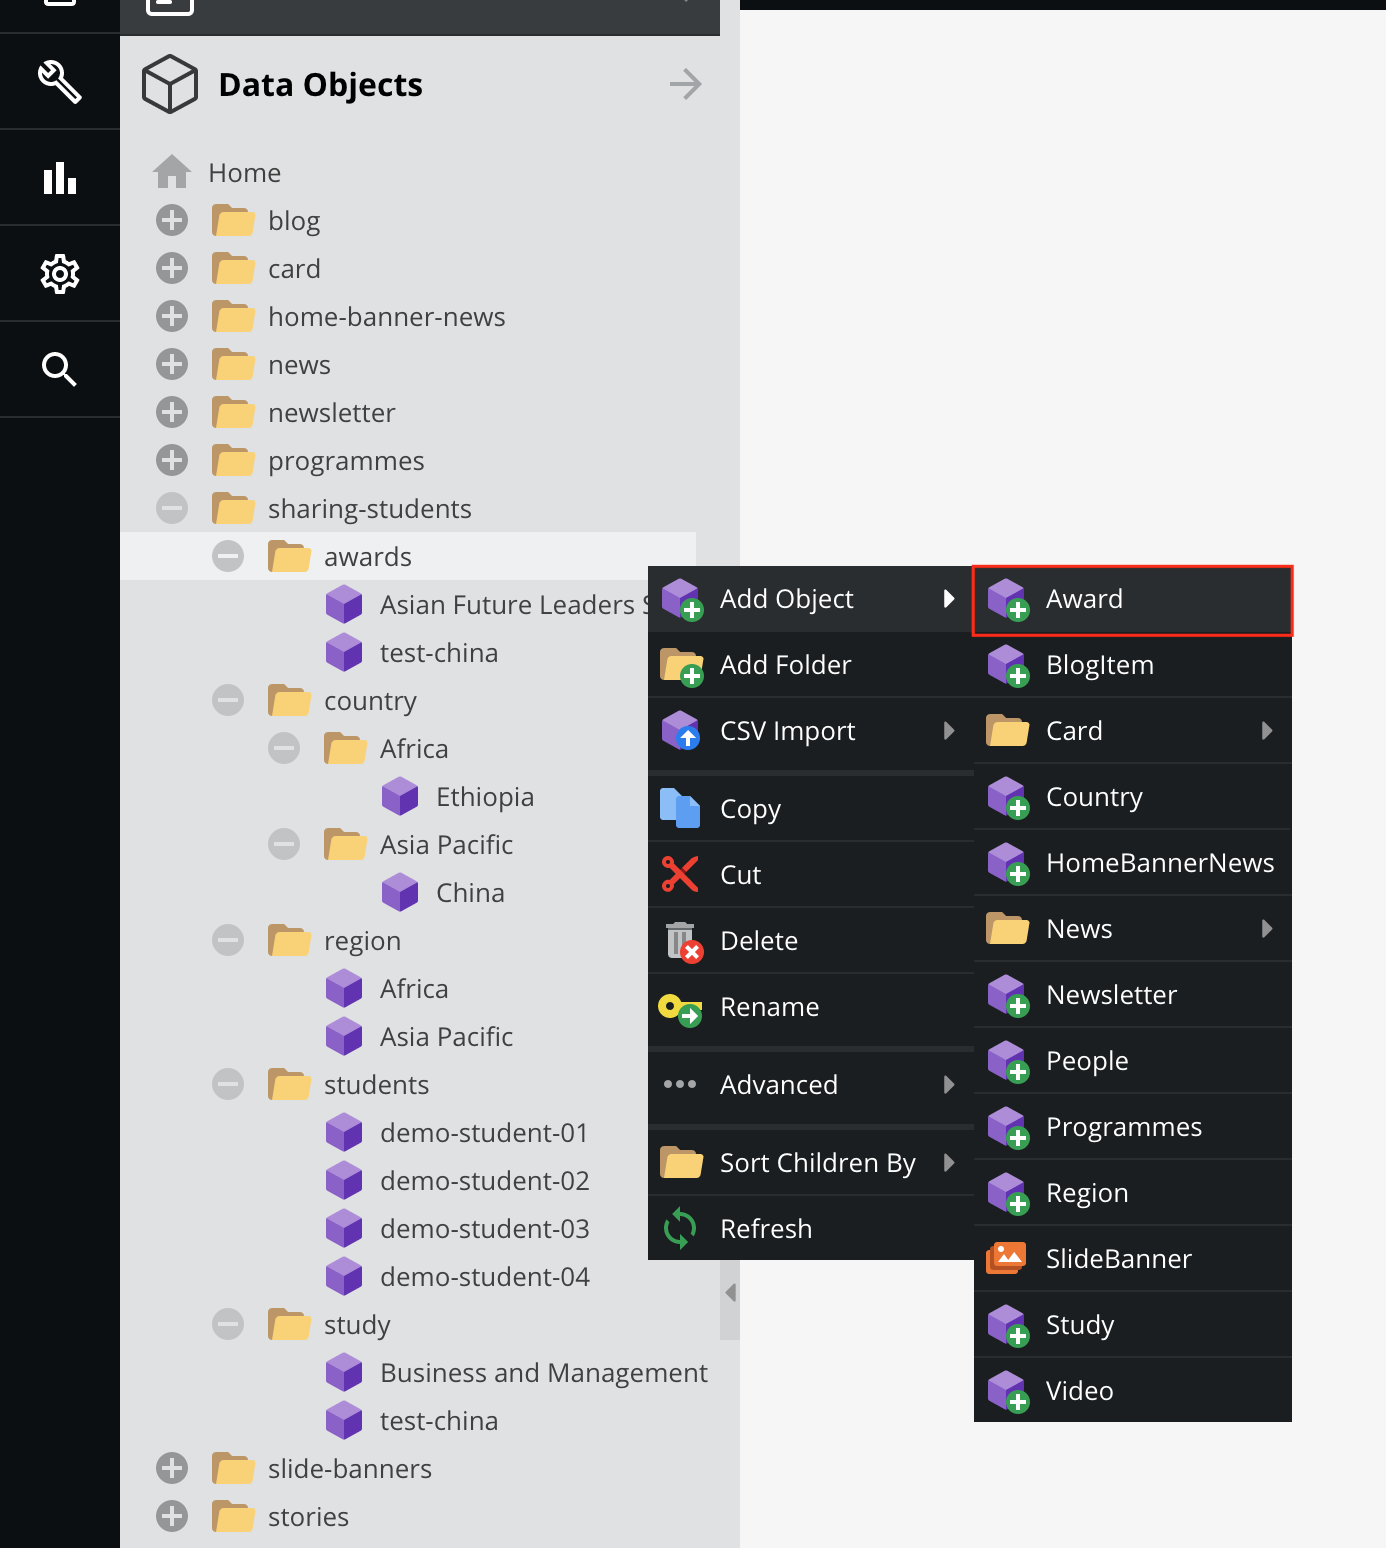 Data Objects
Home
blog
card
home-banner-news
news
newsletter
programmes
sharing-students
awards
Asian Future Leaders
test-china
country
Africa
Ethiopia
Asia Pacific
China
region
Africa
Asia Pacific
students
demo-student-01
demo-student-02
demo-student-03
demo-student-04
study
Business and Management
test-china
slide-banners
stories
Add Object
Add Folder
CSV Import
Copy
Cut
Delete
Rename
Advanced
Sort Children By
Refresh
Award
BlogItem
Card
Country
HomeBannerNews
News
Newsletter
People
Programmes
Region
SlideBanner
Study
Video